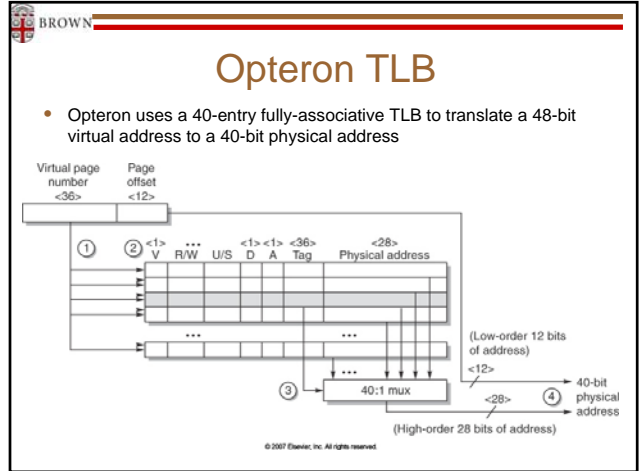 BROWN
Opteron TLB
• Opteron uses a 40-entry fully-associative TLB to translate a 48-bit
virtual address to a 40-bit physical address
Virtual page
number
<36>
Page
offset
<12>
1
2
<1>
V
...
R/W
U/S
<1>
D
<1>
A
<36>
Tag
<28>
Physical address
...
...
(Low-order 12 bits
of address)
...
<12>
3
40:1 mux
<28>
4
40-bit
physical
address
(High-order 28 bits of address)
© 2007 Elsevier, Inc. All rights reserved.